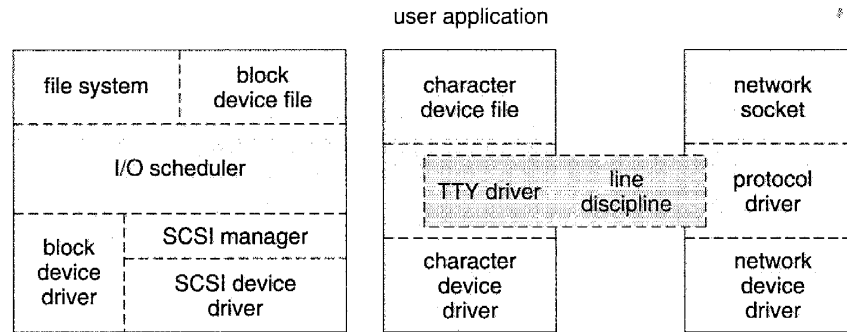 user application
file system
block
device file
I/O scheduler
block
device
driver
SCSI manager
SCSI device
driver
character
device file
TTY driver
line
discipline
character
device
driver
network
socket
protocol
driver
network
device
driver